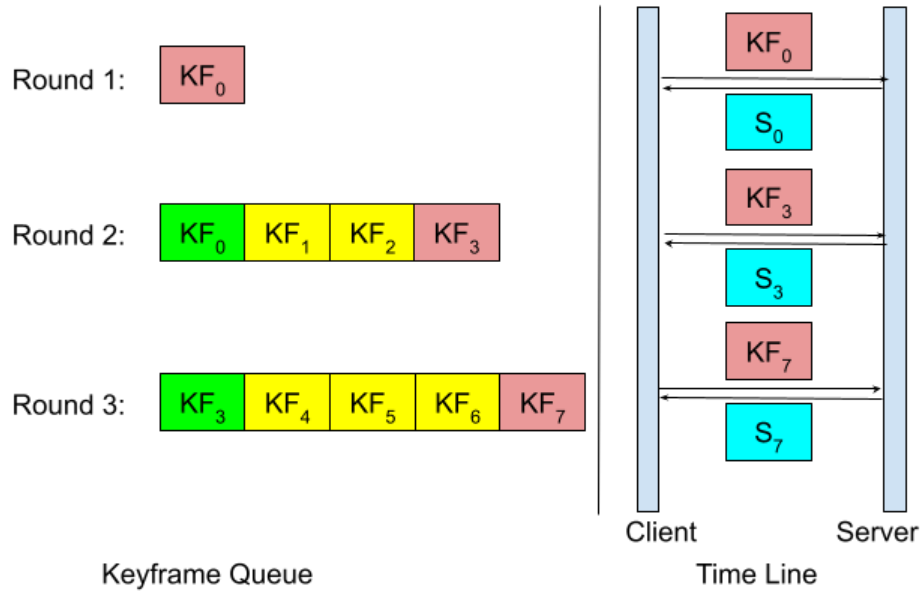 Round 1:
KF₀
Round 2:
KF₀ KF₁ KF₂ KF₃
Round 3:
KF₃ KF₄ KF₅ KF₆ KF₇
Keyframe Queue
KF₀
S₀
KF₃
S₃
KF₇
S₇
Client Server
Time Line